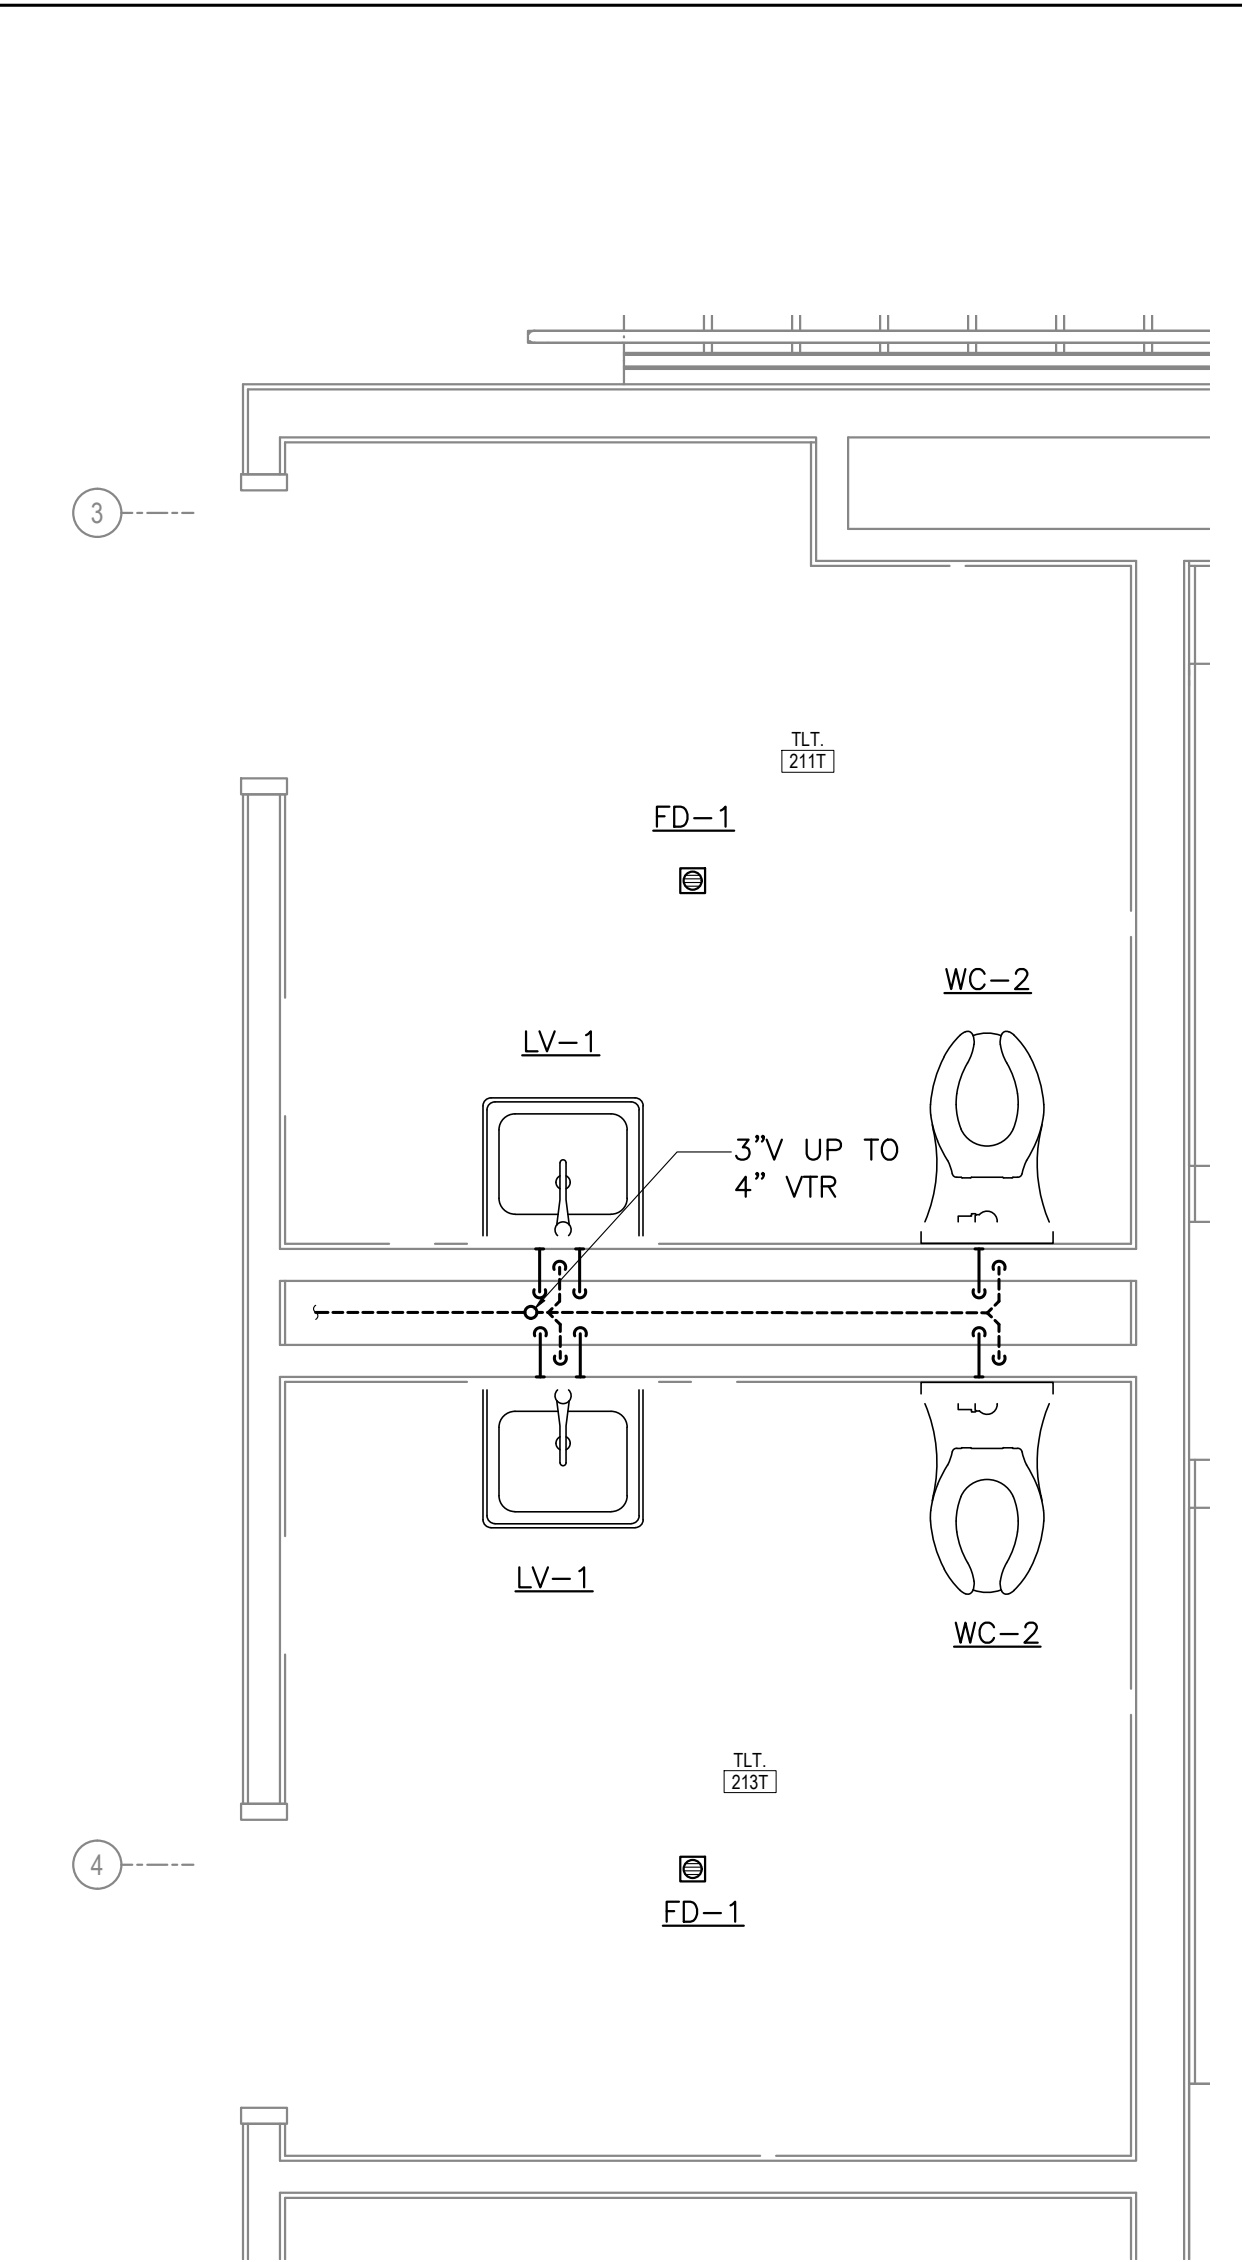 3
TLT.
211T
FD-1
WC-2
LV-1
3"V UP TO
4" VTR
LV-1
WC-2
TLT.
213T
4
FD-1